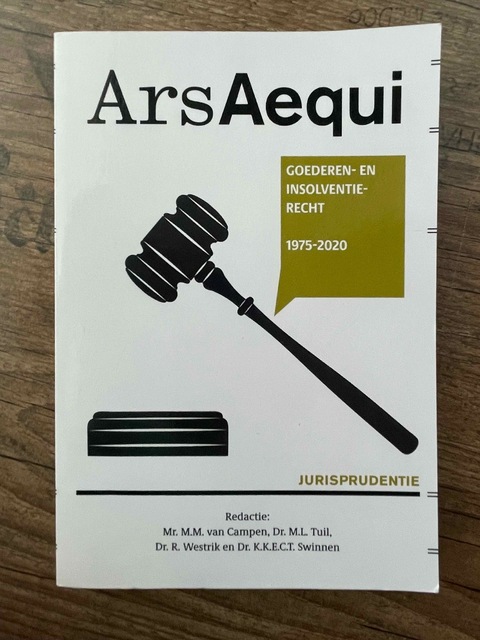 ArsAequi
GOEDEREN- EN
INSOLVENTIE-
RECHT
1975-2020
JURISPRUDENTIE
Redactie:
Mr. M.M. van Campen, Dr. M.L. Tuil,
Dr. R. Westrik en Dr. K.K.E.C.T. Swinnen